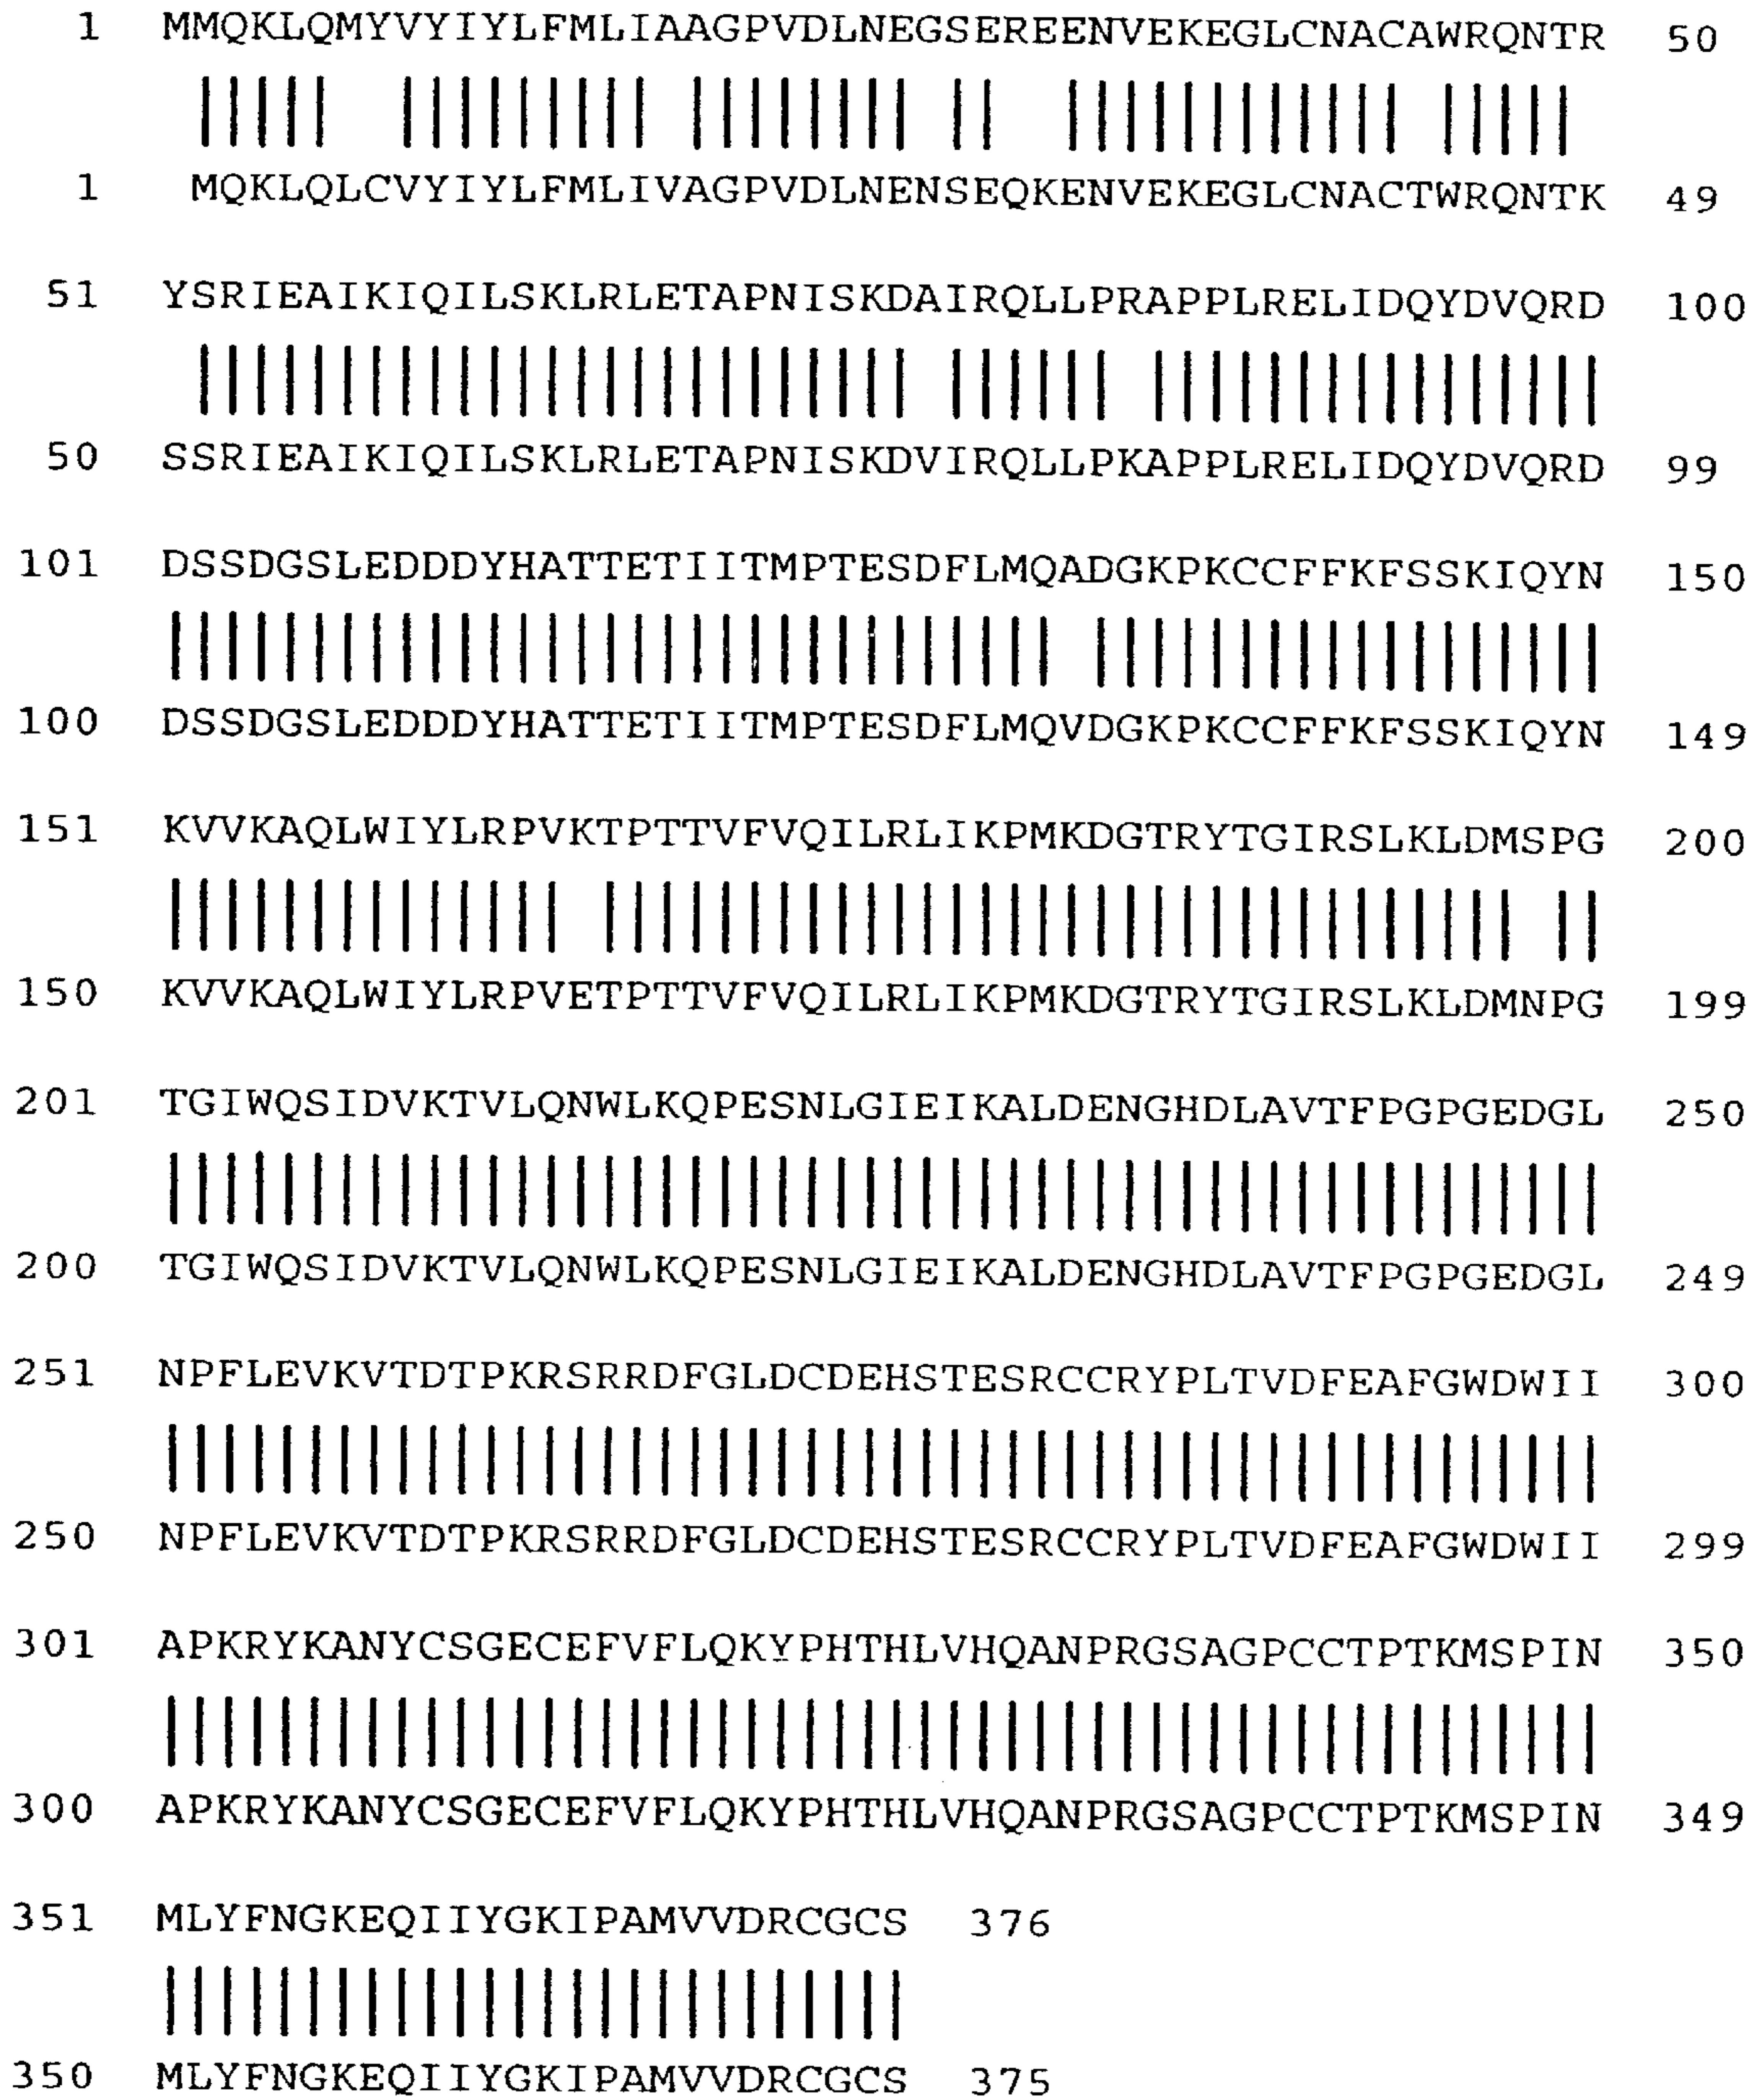 1 MMQKLQMYVYIYLFMLIAAGPVDLNEGSEREENVEKEGLCNACAWRQNTR 50
1 MQKLQLCVYIYLFMLIVAGPVDLNENSEQKENVEKEGLCNACTWRQNTK 49
51 YSRIEAIKIQILSKLRLETAPNISKDAIRQLLPRAPPLRELIDQYDVQRD 100
50 SSRIEAIKIQILSKLRLETAPNISKDVIRQLLPKAPPLRELIDQYDVQRD 99
101 DSSDGSLEDDDYHATTETIITMPTESDFLMQADGKPKCCFFKFSSKIQYN 150
100 DSSDGSLEDDDYHATTETIITMPTESDFLMQVDGKPKCCFFKFSSKIQYN 149
151 KVVKAQLWIYLRPVKTPTTVFVQILRLIKPMKDGTRYTGIRSLKLDMSPG 200
150 KVVKAQLWIYLRPVETPTTVFVQILRLIKPMKDGTRYTGIRSLKLDMNPG 199
201 TGIWQSIDVKTVLQNWLKQPESNLGIEIKALDENGHDLAVTFPGPGEDGL 250
200 TGIWQSIDVKTVLQNWLKQPESNLGIEIKALDENGHDLAVTFPGPGEDGL 249
251 NPFLEVKVTDTPKRSRRDFGLDCDEHSTESRCCRYPLTVDFEAFGWDWII 300
250 NPFLEVKVTDTPKRSRRDFGLDCDEHSTESRCCRYPLTVDFEAFGWDWII 299
301 APKRYKANYCSGECEFVFLQKYPHTHLVHQANPRGSAGPCCTPTKMSPIN 350
300 APKRYKANYCSGECEFVFLQKYPHTHLVHQANPRGSAGPCCTPTKMSPIN 349
351 MLYFNGKEQIIYGKIPAMVVDRCGCS 376
350 MLYFNGKEQIIYGKIPAMVVDRCGCS 375